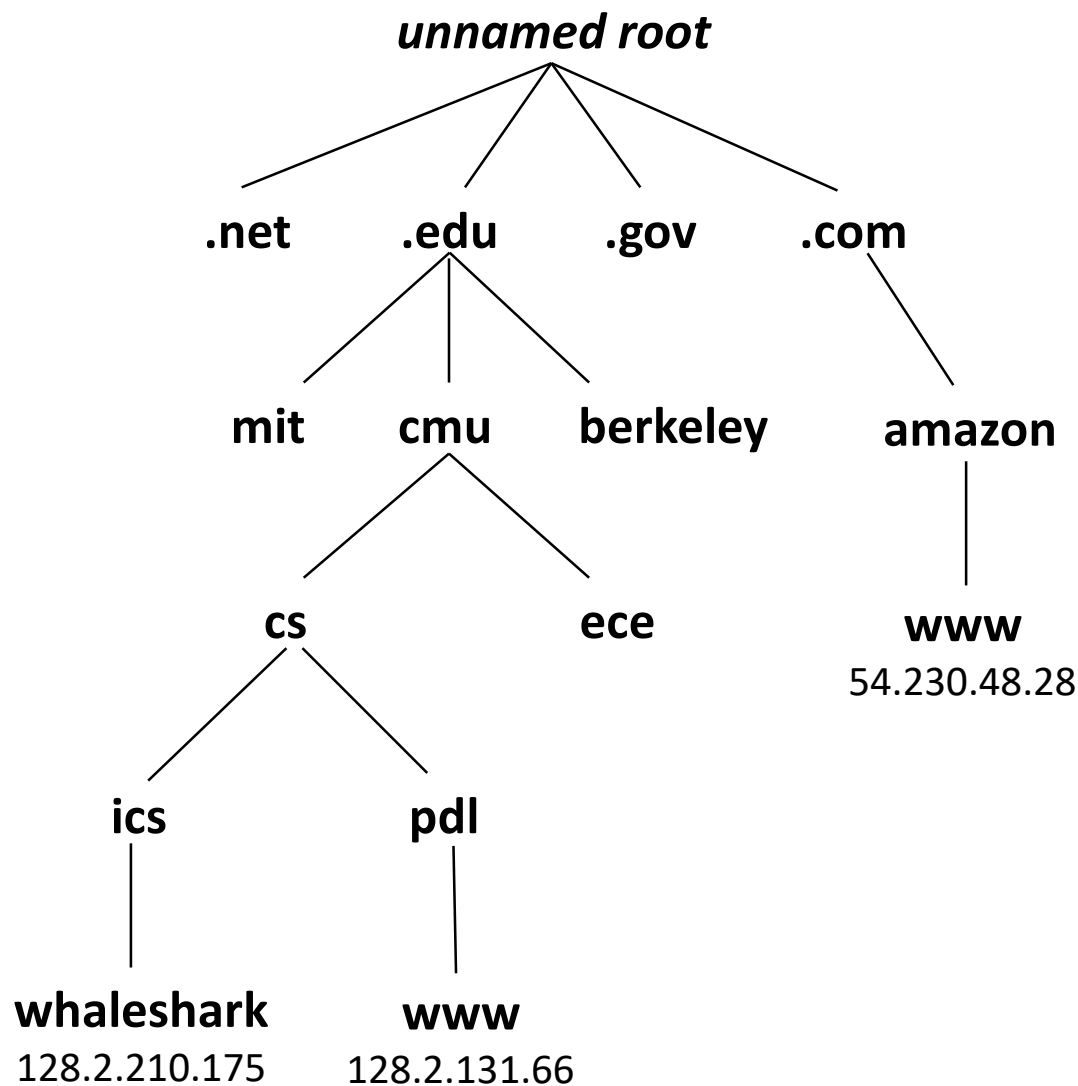 unnamed root
.net .edu .gov .com
mit cmu berkeley amazon
cs ece www
54.230.48.28
ics pdl
whaleshark www
128.2.210.175 128.2.131.66